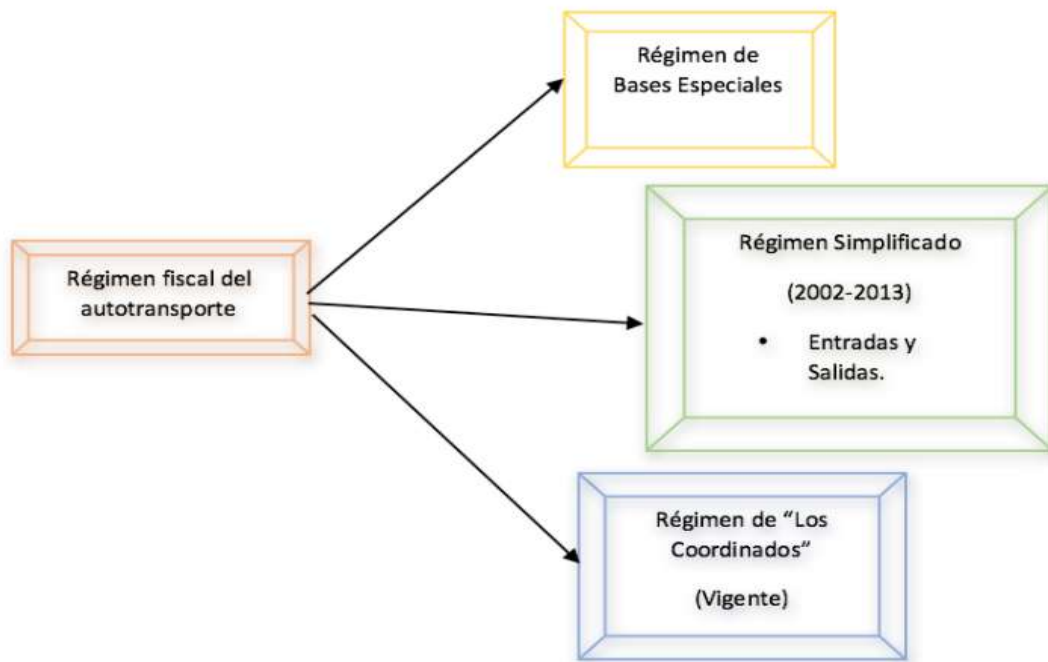 Régimen de
Bases Especiales
Régimen fiscal del
autotransporte
Régimen Simplificado
(2002-2013)
• Entradas y
Salidas.
Régimen de “Los
Coordinados”
(Vigente)